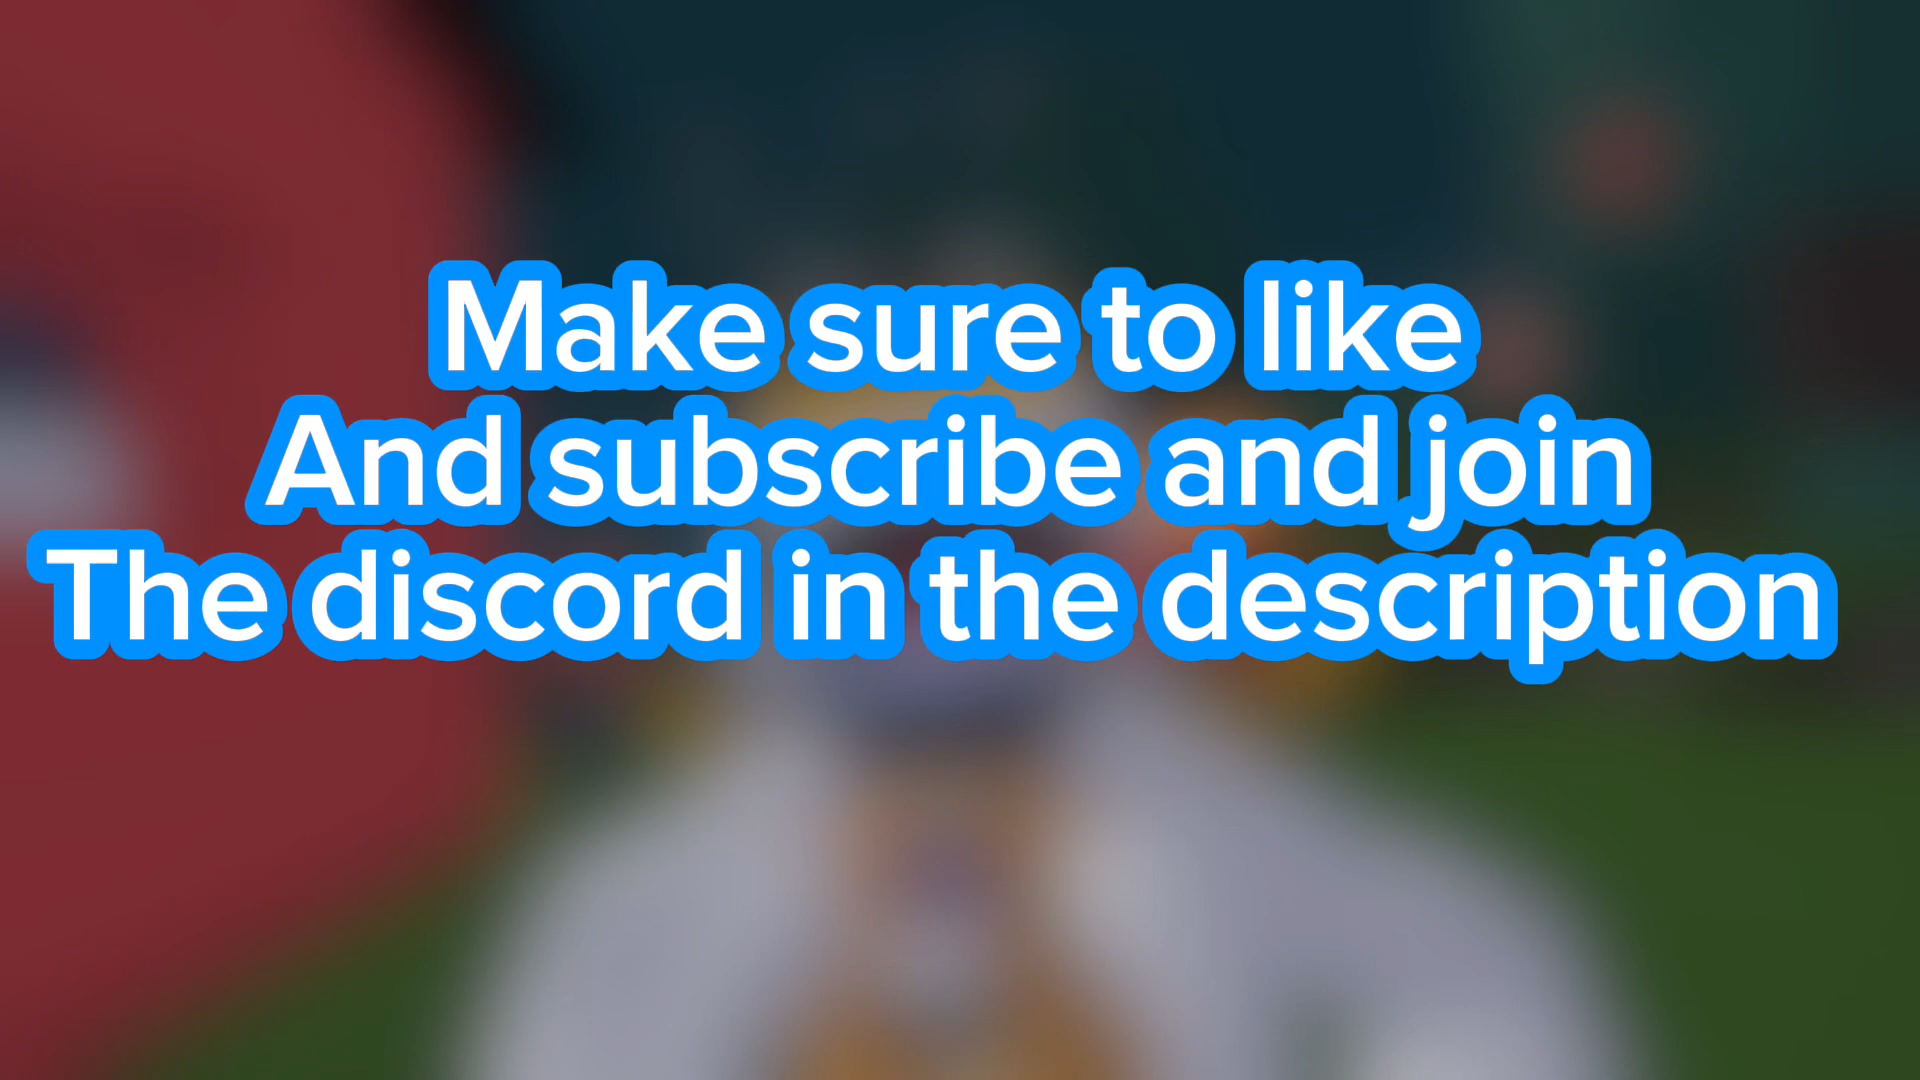 Make sure to like
And subscribe and join
The discord in the description